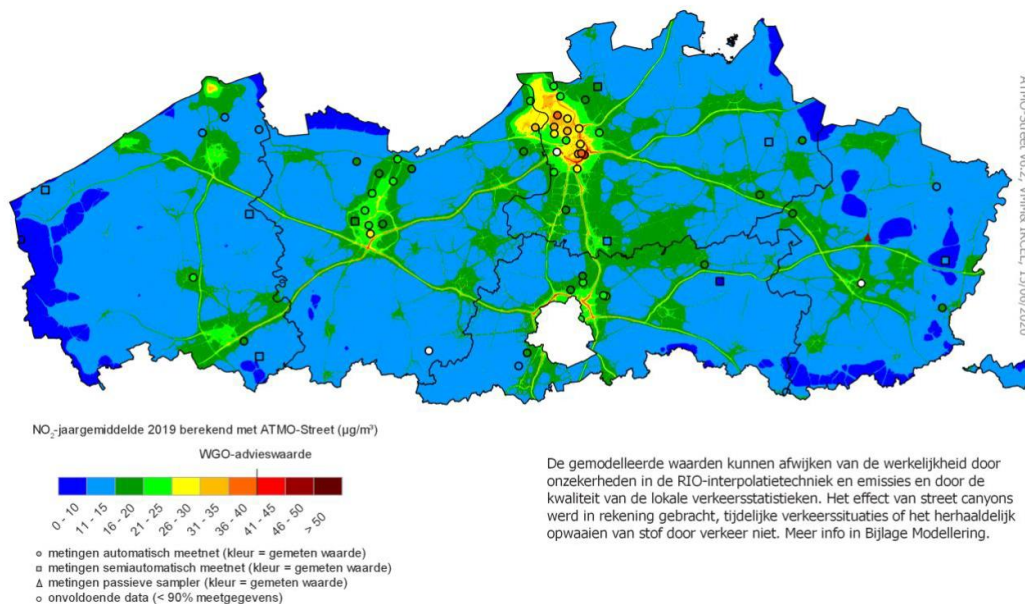 NO₂-jaargemiddelde 2019 berekend met ATMO-Street (µg/m³)
WGO-advieswaarde
0 - 10
11 - 15
16 - 20
21 - 25
26 - 30
31 - 35
36 - 40
41 - 45
46 - 50
> 50
metingen automatisch meetnet (kleur = gemeten waarde)
metingen semiautomatisch meetnet (kleur = gemeten waarde)
metingen passieve sampler (kleur = gemeten waarde)
onvoldoende data (< 90% meetgegevens)
De gemodelleerde waarden kunnen afwijken van de werkelijkheid door
onzekerheden in de RIO-interpolatietechniek en emissies en door de
kwaliteit van de lokale verkeersstatistieken. Het effect van street canyons
werd in rekening gebracht, tijdelijke verkeerssituaties of het herhaaldelijk
opwaaien van stof door verkeer niet. Meer info in Bijlage Modellering.